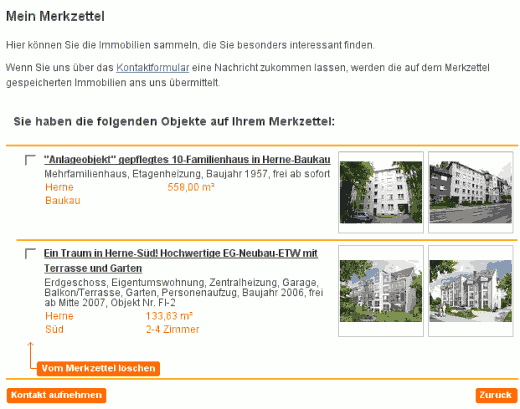 Mein Merkzettel
Hier können Sie die Immobilien sammeln, die Sie besonders interessant finden.
Wenn Sie uns über das Kontaktformular eine Nachricht zukommen lassen, werden die auf dem Merkzettel
gespeicherten Immobilien ans uns übermittelt.
Sie haben die folgenden Objekte auf Ihrem Merkzettel:
"Anlageobjekt" gepflegtes 10-Familienhaus in Herne-Baukau
Mehrfamilienhaus, Etagenheizung, Baujahr 1957, frei ab sofort
Herne 558,00 m²
Baukau
Ein Traum in Herne-Süd! Hochwertige EG-Neubau-ETW mit
Terrasse und Garten
Erdgeschoss, Eigentumswohnung, Zentralheizung, Garage,
Balkon/Terrasse, Garten, Personenaufzug, Baujahr 2006, frei
ab Mitte 2007, Objekt Nr. FI-2
Herne 133,63 m²
Süd 2-4 Zimmer
Vom Merkzettel löschen
Kontakt aufnehmen Zurück